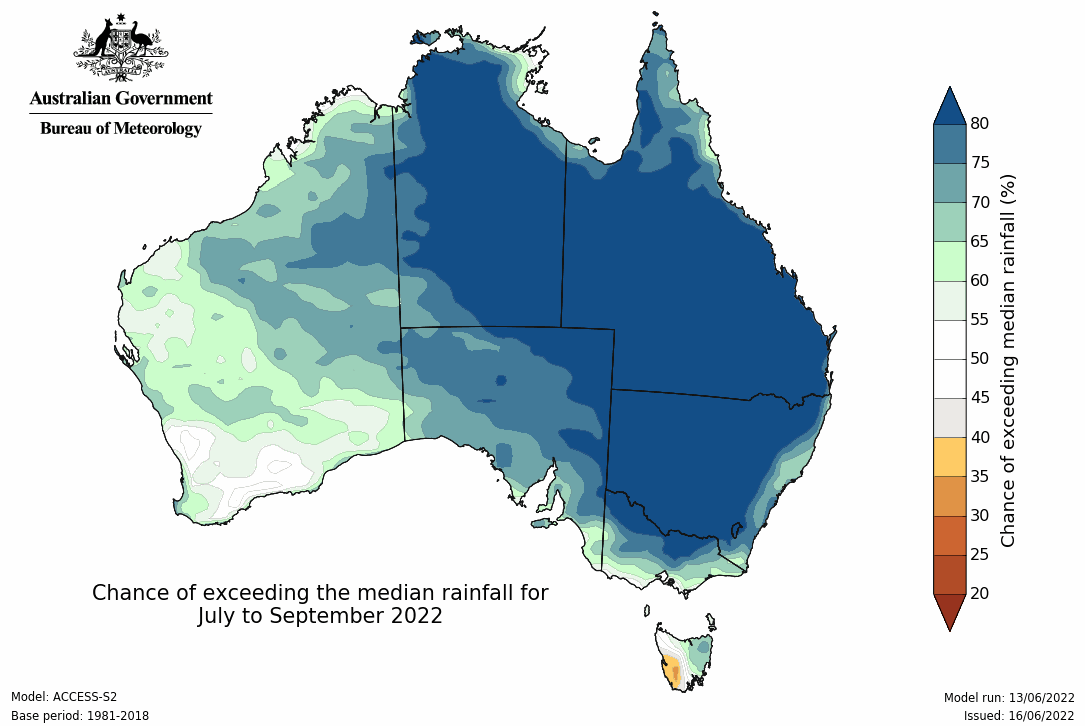 AUSTRALIA
Australian Government
Bureau of Meteorology
80
75
70
65
60
55
50
45
40
35
30
25
20
Chance of exceeding median rainfall (%)
Chance of exceeding the median rainfall for
July to September 2022
Model: ACCESS-S2
Base period: 1981-2018
Model run: 13/06/2022
Issued: 16/06/2022